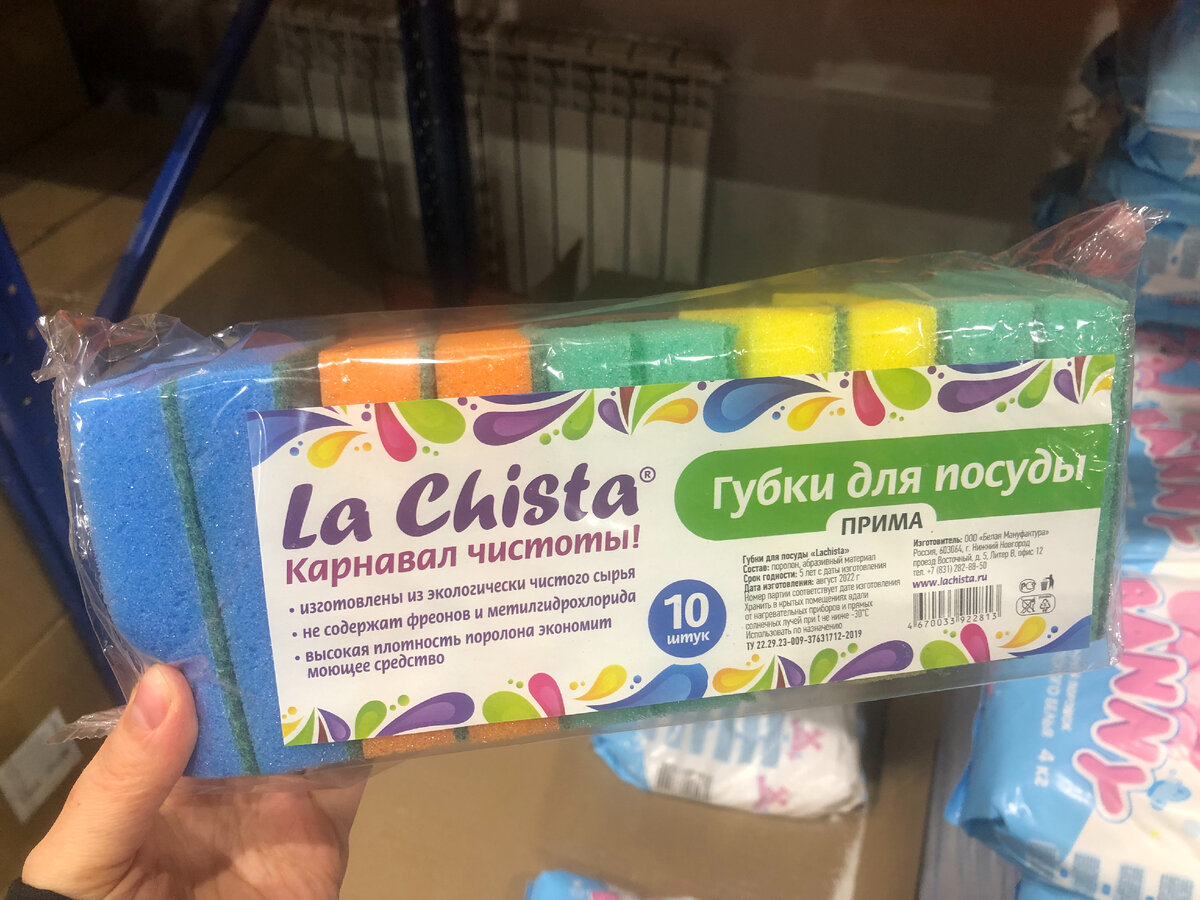 La Chista®
Карнавал чистоты!
• изготовлены из экологически чистого сырья
• не содержат фреонов и метилгидрохлорида
• высокая плотность поролона экономит
моющее средство
10
штук
Губки для посуды
ПРИМА
Губки для посуды «Lachista»
Состав: поролон, абразивный материал
Срок годности: 5 лет с даты изготовления
Дата изготовления: август 2022 г
Номер партии соответствует дате изготовления
Хранить в крытых помещениях вдали
от нагревательных приборов и прямых
солнечных лучей при t не ниже -30°С
Использовать по назначению
ТУ 22.29.23-009-37631712-2019
Изготовитель: ООО «Белая Мануфактура»
Россия, 603064, г. Нижний Новгород
проезд Восточный, д. 5, Литер В, офис 12
тел. +7 (831) 282-88-50
www.lachista.ru
4 670033 922813
BANNY
4 кг